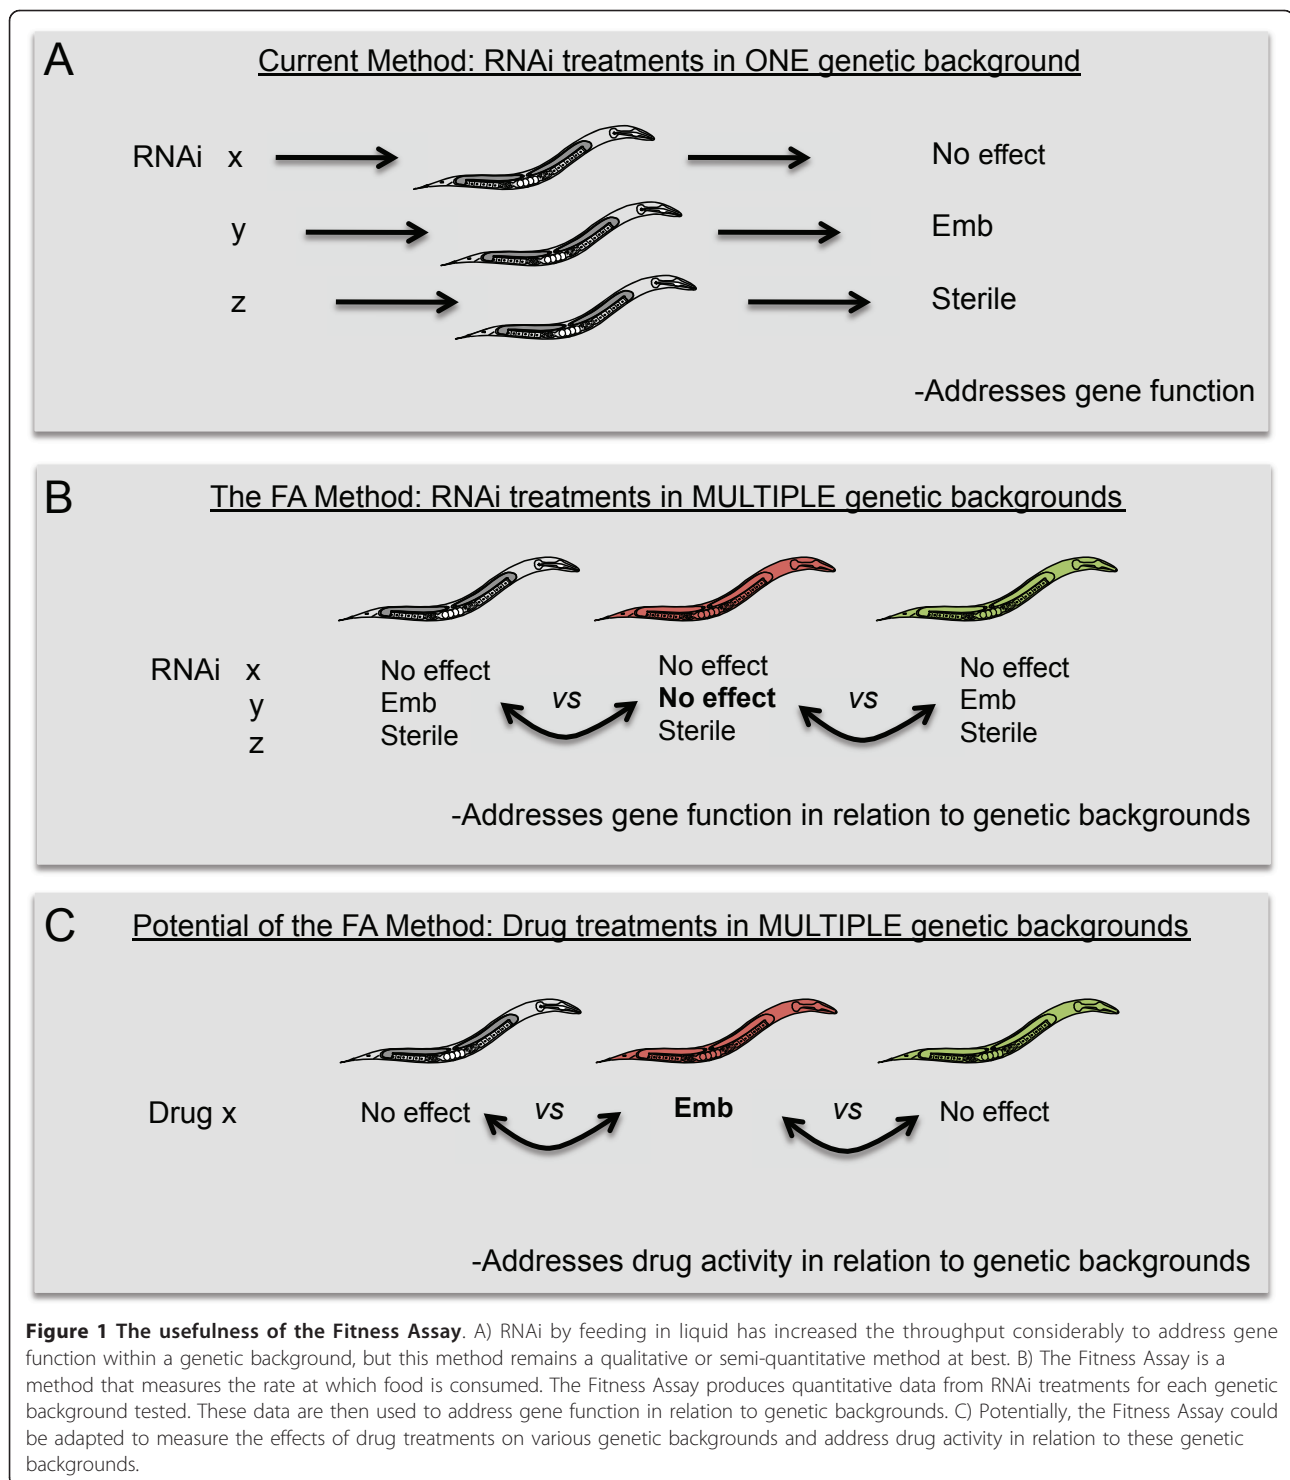 A
Current Method: RNAi treatments in ONE genetic background
RNAi x No effect
y Emb
z Sterile
-Addresses gene function
B
The FA Method: RNAi treatments in MULTIPLE genetic backgrounds
RNAi x No effect No effect No effect
y Emb vs No effect vs Emb
z Sterile Sterile Sterile
-Addresses gene function in relation to genetic backgrounds
C
Potential of the FA Method: Drug treatments in MULTIPLE genetic backgrounds
Drug x No effect vs Emb vs No effect
-Addresses drug activity in relation to genetic backgrounds
Figure 1 The usefulness of the Fitness Assay. A) RNAi by feeding in liquid has increased the throughput considerably to address gene
function within a genetic background, but this method remains a qualitative or semi-quantitative method at best. B) The Fitness Assay is a
method that measures the rate at which food is consumed. The Fitness Assay produces quantitative data from RNAi treatments for each genetic
background tested. These data are then used to address gene function in relation to genetic backgrounds. C) Potentially, the Fitness Assay could
be adapted to measure the effects of drug treatments on various genetic backgrounds and address drug activity in relation to these genetic
backgrounds.